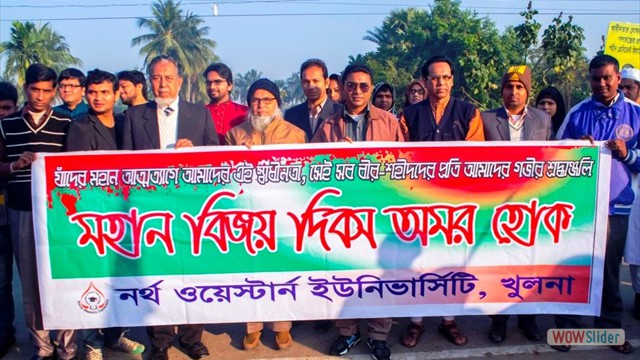 যাঁদের মহান আত্মত্যাগে আমাদের এই স্বাধীনতা, সেই সব বীর-শহীদদের প্রতি আমাদের গভীর শ্রদ্ধাঞ্জলি
মহান বিজয় দিবস অমর হোক
নর্থ ওয়েস্টার্ন ইউনিভার্সিটি, খুলনা
WOWSlider